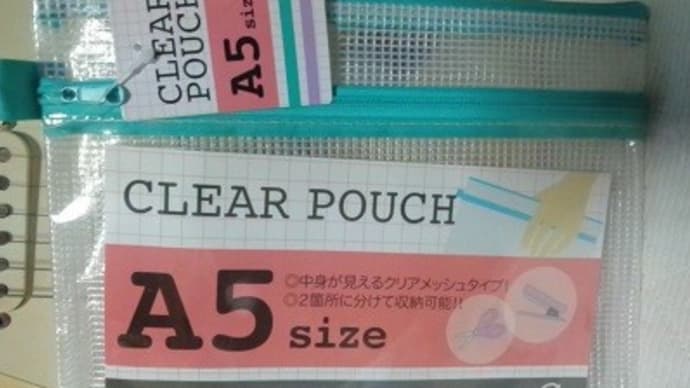 CLEAR
POUCH
A5 size
CLEAR POUCH
A5 size
◎中身が見えるクリアメッシュタイプ!
◎2箇所に分けて収納可能!!